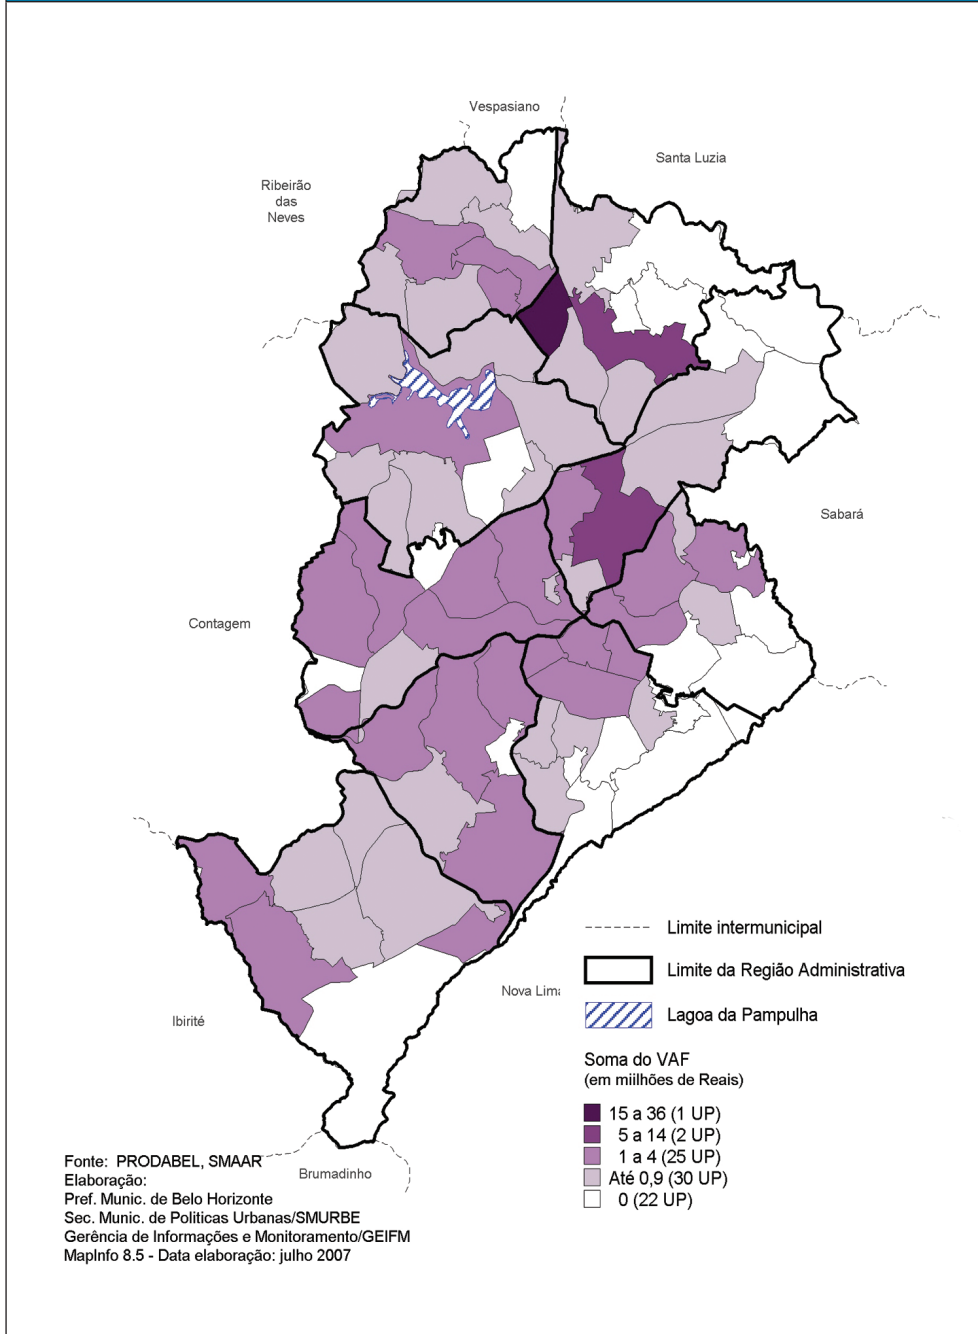 Vespasiano
Santa Luzia
Ribeirão
das
Neves
Sabará
Contagem
Limite intermunicipal
Limite da Região Administrativa
Nova Lim
Lagoa da Pampulha
Ibirité
Soma do VAF
(em miilhões de Reais)
15 a 36 (1 UP)
5 a 14 (2 UP)
1 a 4 (25 UP)
Até 0,9 (30 UP)
0 (22 UP)
Brumadinho
Fonte: PRODABEL, SMAAR
Elaboração:
Pref. Munic. de Belo Horizonte
Sec. Munic. de Politicas Urbanas/SMURBE
Gerência de Informações e Monitoramento/GEIFM
MapInfo 8.5 - Data elaboração: julho 2007